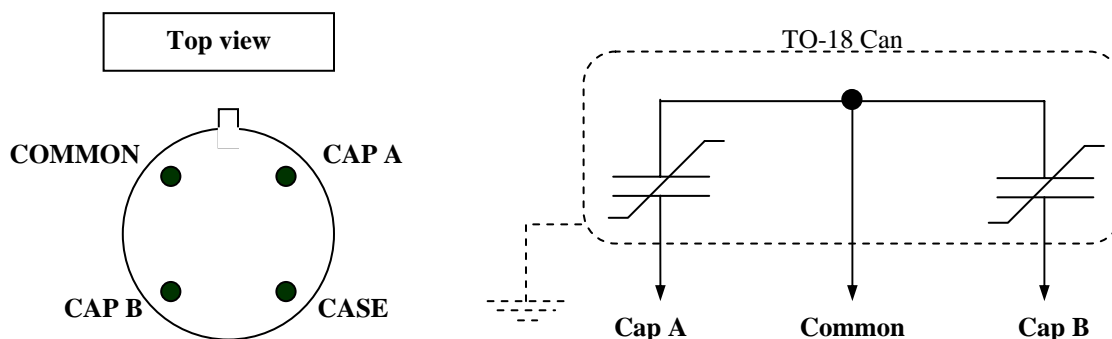 Top view
TO-18 Can
COMMON
CAP A
CAP B
CASE
Cap A
Common
Cap B